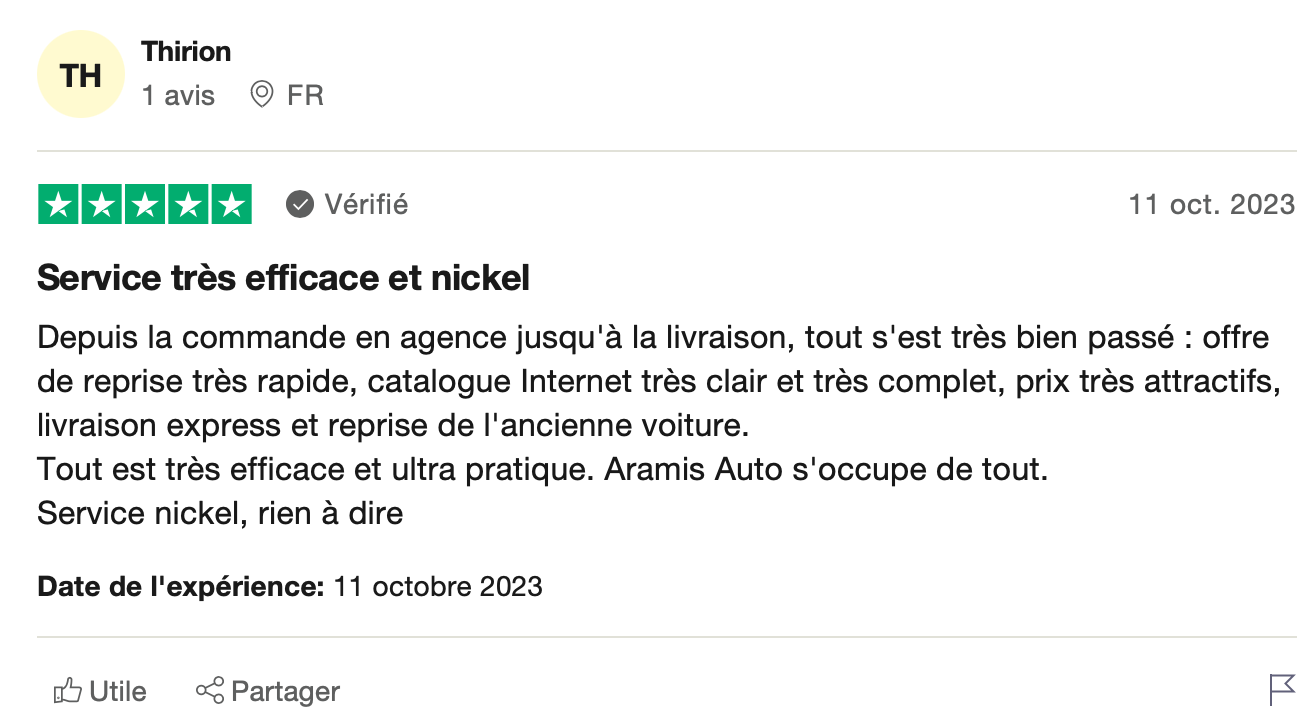 TH
Thirion
1 avis FR
Vérifié 11 oct. 2023
Service très efficace et nickel
Depuis la commande en agence jusqu'à la livraison, tout s'est très bien passé : offre
de reprise très rapide, catalogue Internet très clair et très complet, prix très attractifs,
livraison express et reprise de l'ancienne voiture.
Tout est très efficace et ultra pratique. Aramis Auto s'occupe de tout.
Service nickel, rien à dire
Date de l'expérience: 11 octobre 2023
Utile Partager